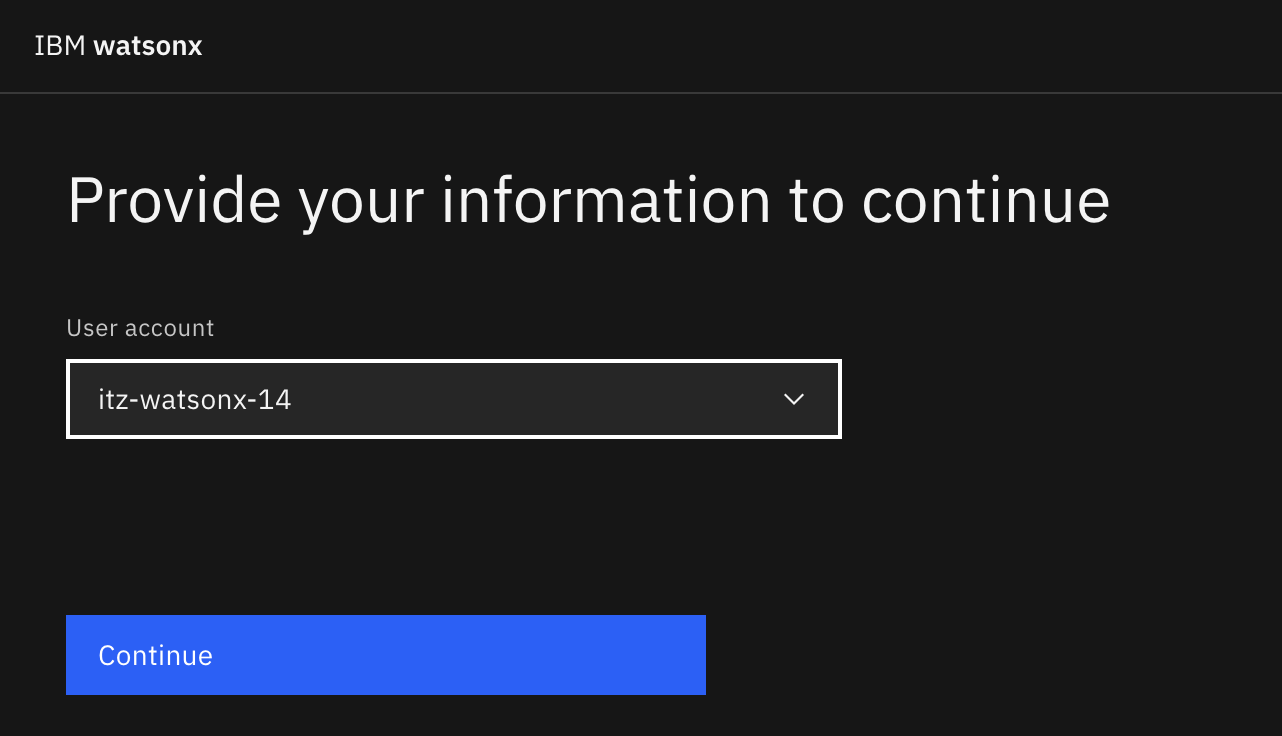 IBM watsonx
Provide your information to continue
User account
itz-watsonx-14
Continue